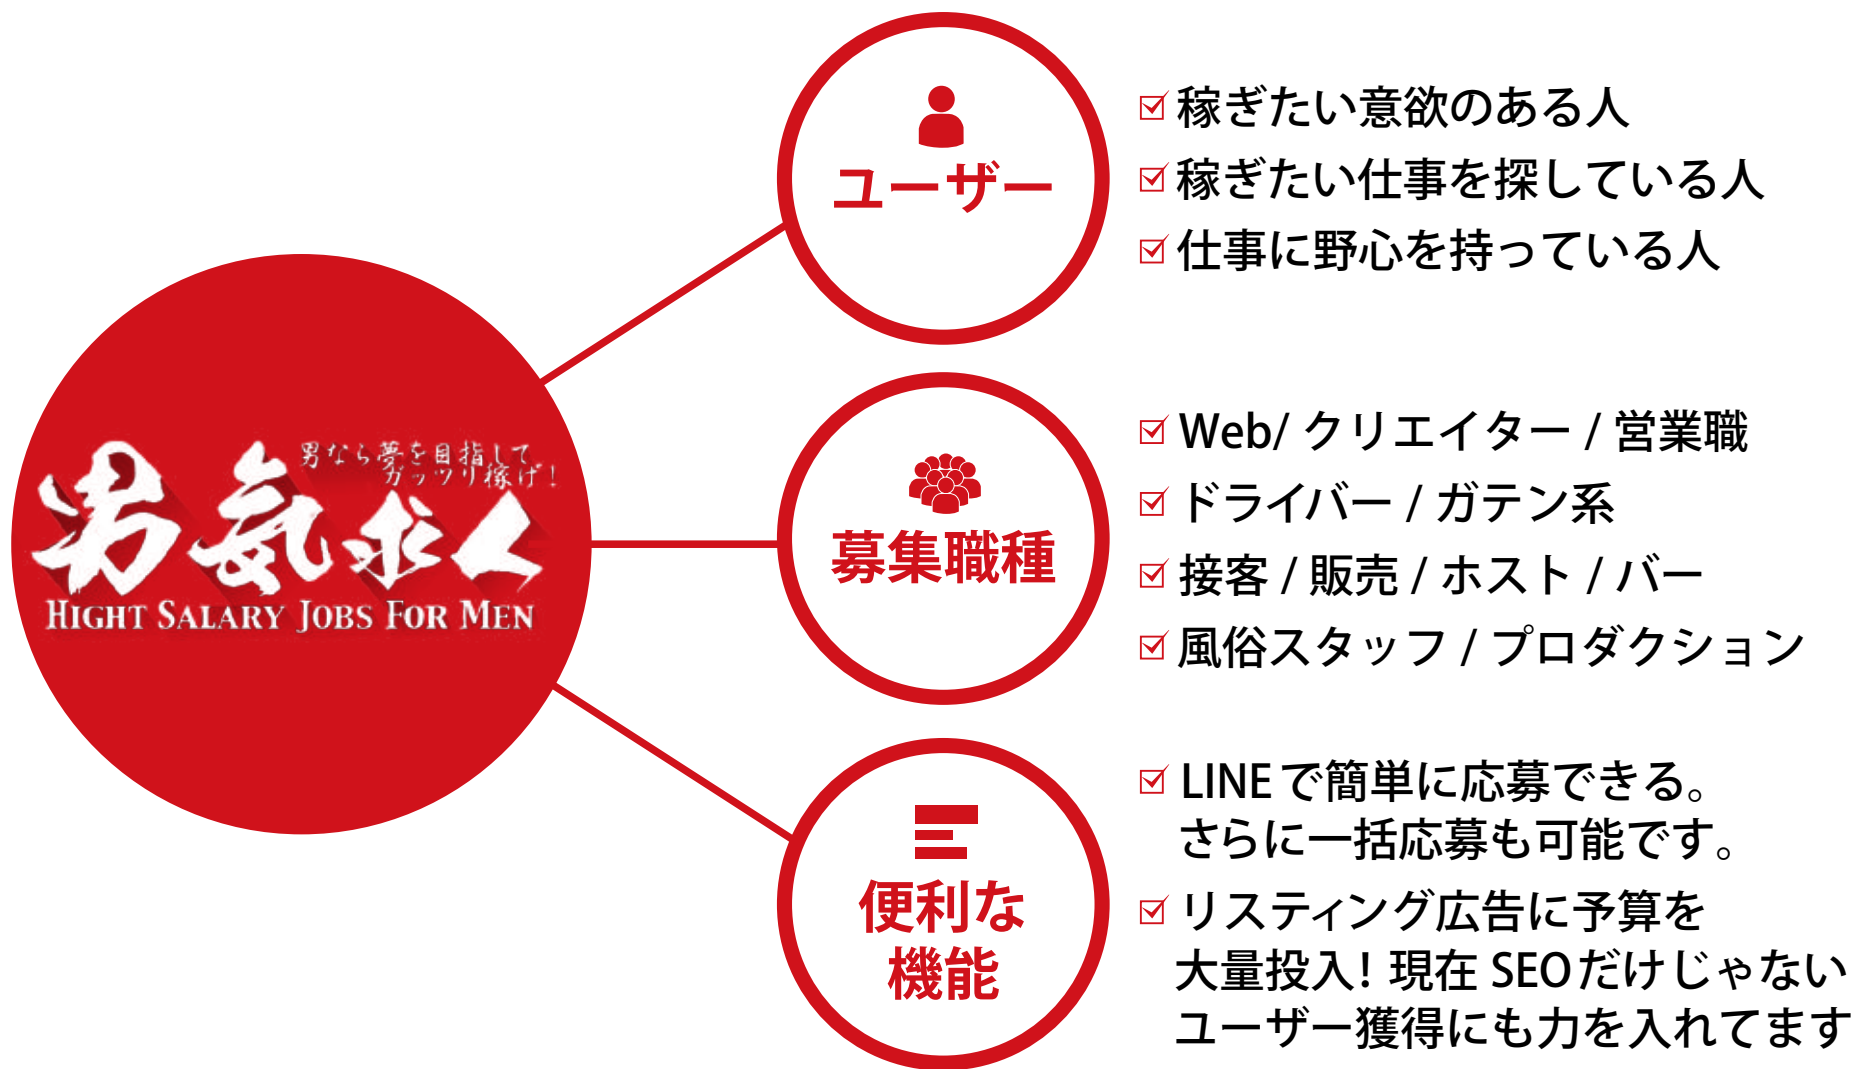 男なら夢を目指して
ガッツリ稼げ!
男気求人
HIGHT SALARY JOBS FOR MEN
ユーザー
稼ぎたい意欲のある人
稼ぎたい仕事を探している人
仕事に野心を持っている人
募集職種
Web/ クリエイター / 営業職
ドライバー / ガテン系
接客 / 販売 / ホスト / バー
風俗スタッフ / プロダクション
便利な
機能
LINEで簡単に応募できる。
さらに一括応募も可能です。
リスティング広告に予算を
大量投入! 現在 SEOだけじゃない
ユーザー獲得にも力を入れてます